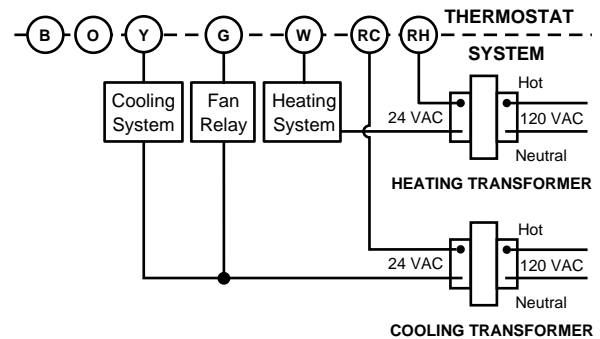 THERMOSTAT
B O Y G W RC RH
SYSTEM
Cooling
System
Fan
Relay
Heating
System
Hot
24 VAC
120 VAC
Neutral
HEATING TRANSFORMER
Hot
24 VAC
120 VAC
Neutral
COOLING TRANSFORMER